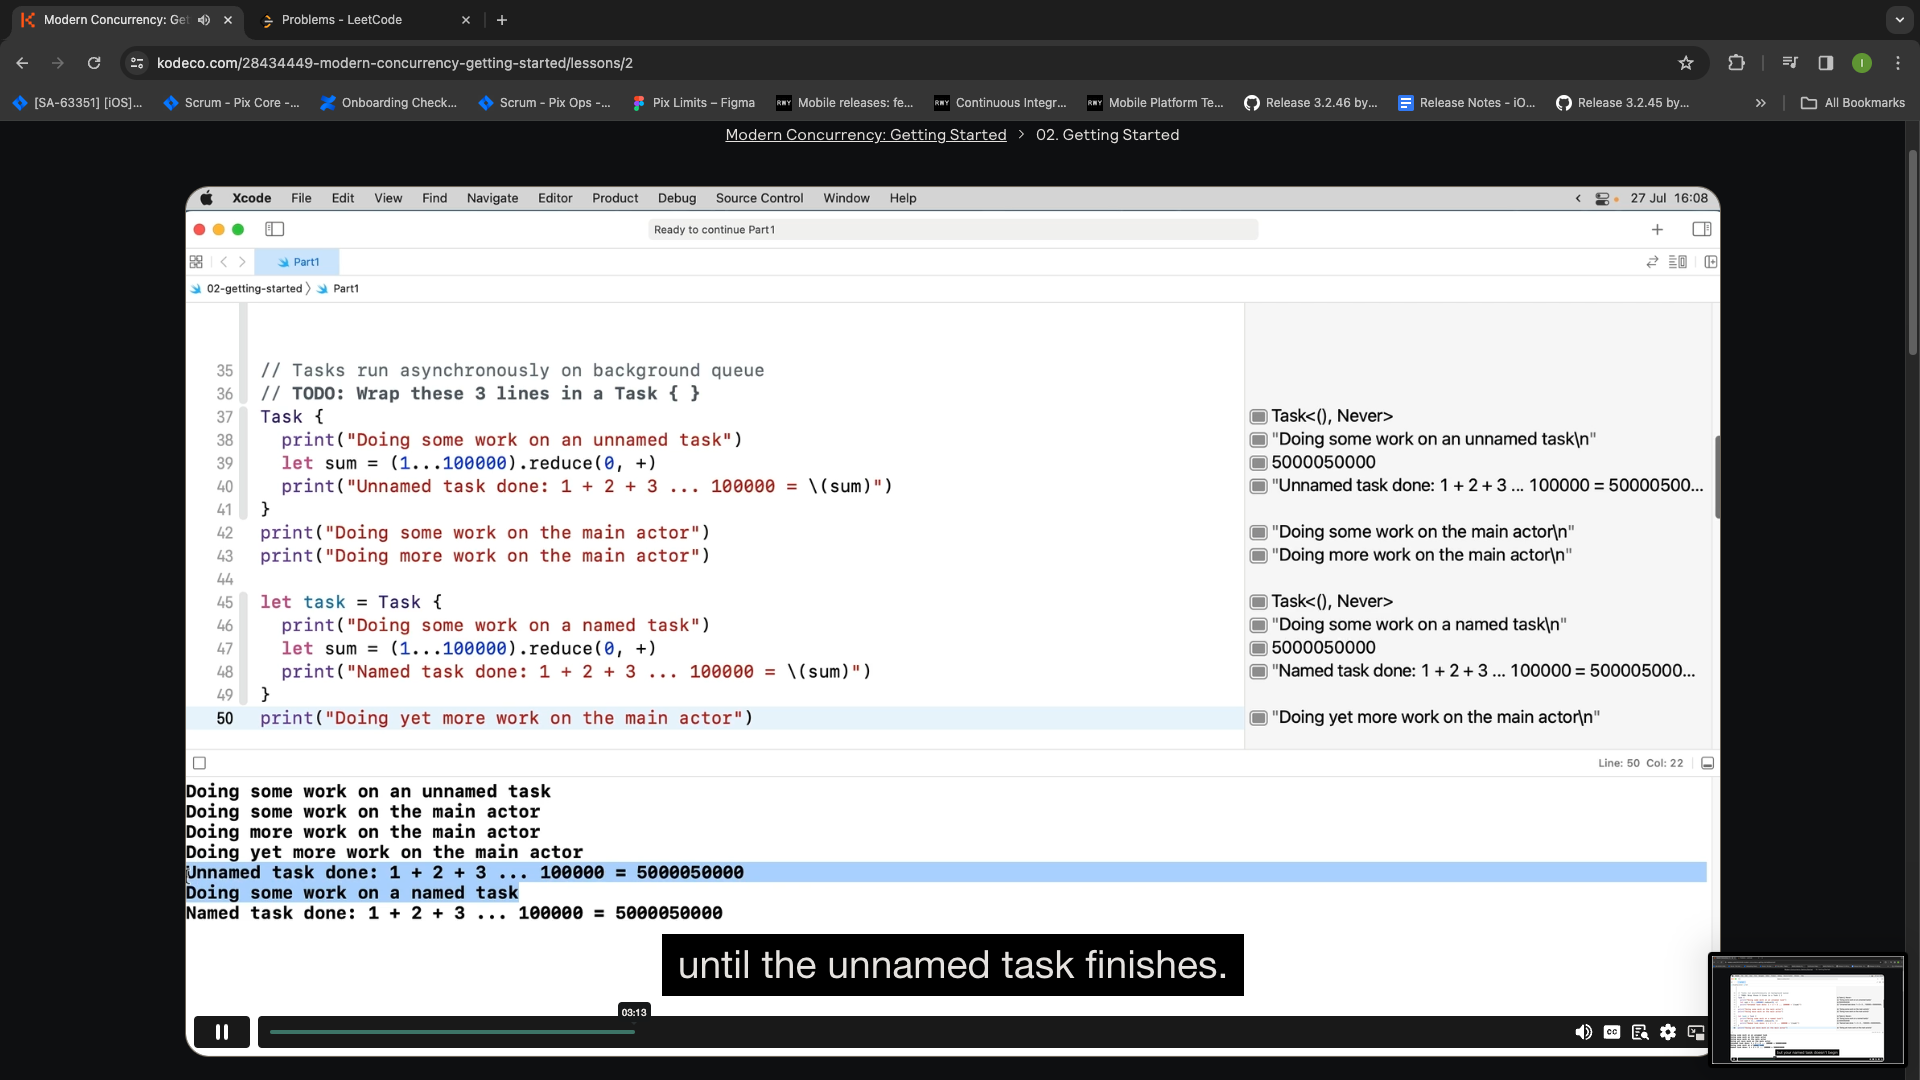 Modern Concurrency: Get
Problems - LeetCode
kodeco.com/28434449-modern-concurrency-getting-started/lessons/2
I
[SA-63351] [iOS]...
Scrum - Pix Core -...
Onboarding Check...
Scrum - Pix Ops -...
Pix Limits – Figma
RWY Mobile releases: fe...
RWY Continuous Integr...
RWY Mobile Platform Te...
Release 3.2.46 by...
Release Notes - iO...
Release 3.2.45 by...
All Bookmarks
Modern Concurrency: Getting Started > 02. Getting Started
Xcode File Edit View Find Navigate Editor Product Debug Source Control Window Help
27 Jul 16:08
Ready to continue Part1
Part1
02-getting-started Part1
35 // Tasks run asynchronously on background queue
36 // TODO: Wrap these 3 lines in a Task { }
37 Task {
38 print("Doing some work on an unnamed task")
39 let sum = (1...100000).reduce(0, +)
40 print("Unnamed task done: 1 + 2 + 3 ... 100000 = \(sum)")
41 }
42 print("Doing some work on the main actor")
43 print("Doing more work on the main actor")
44
45 let task = Task {
46 print("Doing some work on a named task")
47 let sum = (1...100000).reduce(0, +)
48 print("Named task done: 1 + 2 + 3 ... 100000 = \(sum)")
49 }
50 print("Doing yet more work on the main actor")
Task<(), Never>
"Doing some work on an unnamed task\n"
5000050000
"Unnamed task done: 1 + 2 + 3 ... 100000 = 50000500...
"Doing some work on the main actor\n"
"Doing more work on the main actor\n"
Task<(), Never>
"Doing some work on a named task\n"
5000050000
"Named task done: 1 + 2 + 3 ... 100000 = 500005000...
"Doing yet more work on the main actor\n"
Line: 50 Col: 22
Doing some work on an unnamed task
Doing some work on the main actor
Doing more work on the main actor
Doing yet more work on the main actor
Unnamed task done: 1 + 2 + 3 ... 100000 = 5000050000
Doing some work on a named task
Named task done: 1 + 2 + 3 ... 100000 = 5000050000
until the unnamed task finishes.
03:13
CC
but your named task doesn't begin